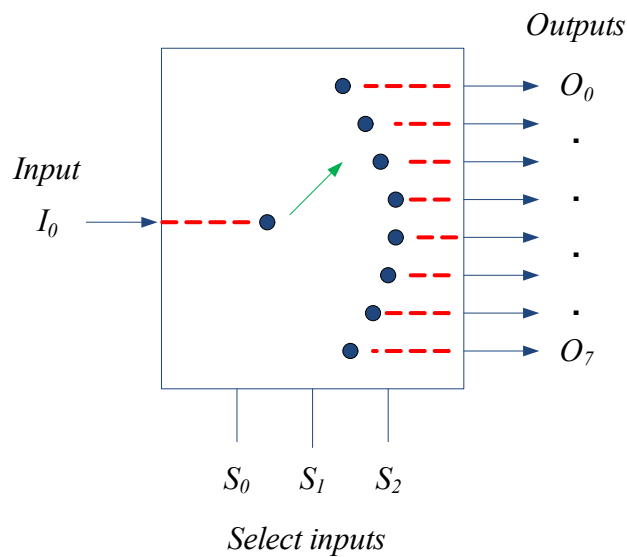 Outputs
O0
.
Input
I0
.
.
.
O7
S0 S1 S2
Select inputs